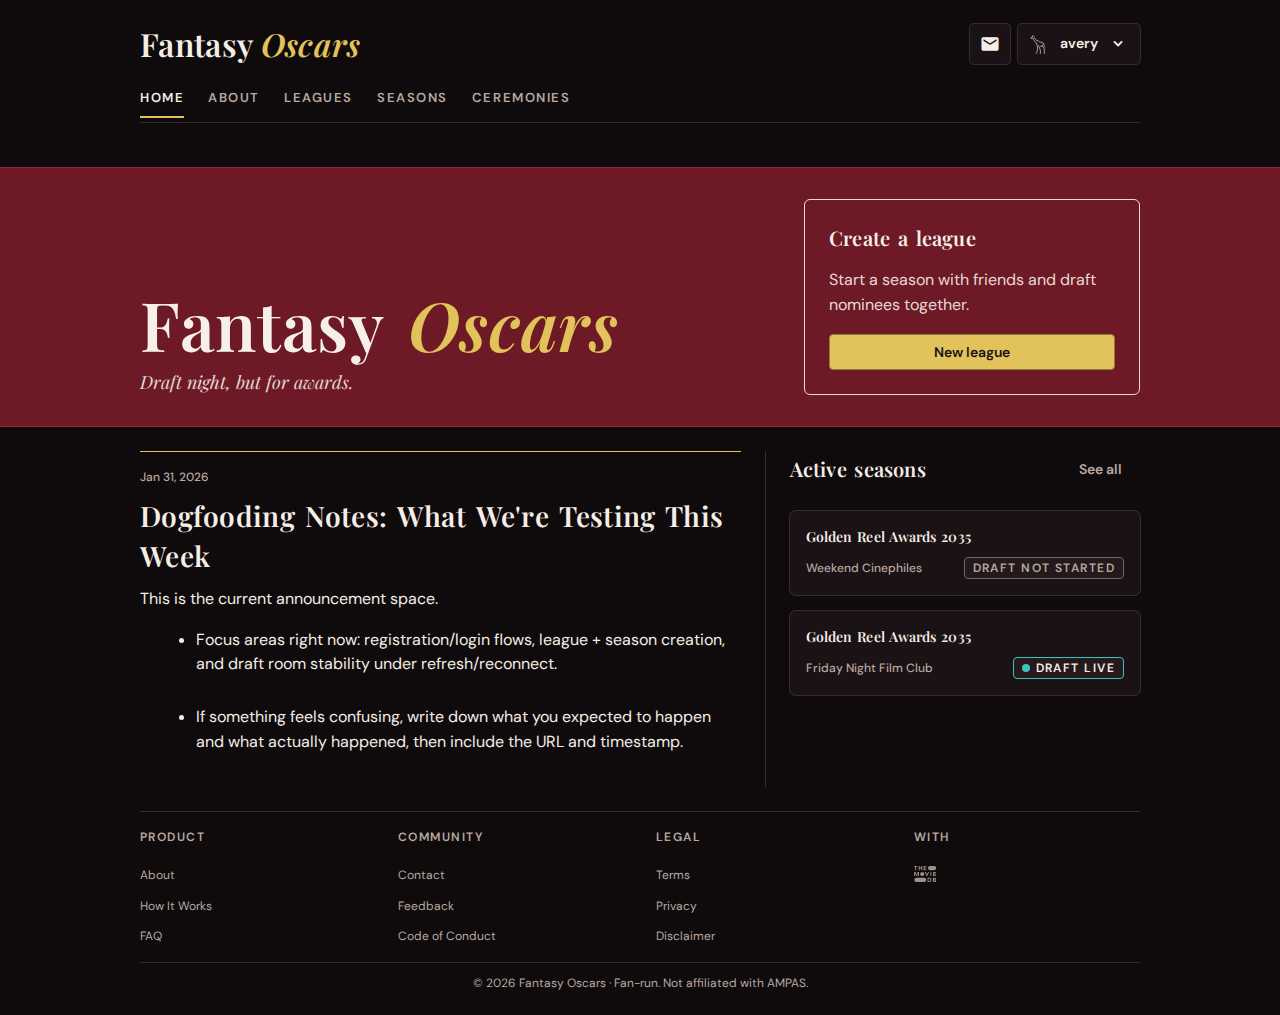 Fantasy Oscars
avery
HOME ABOUT LEAGUES SEASONS CEREMONIES
Fantasy Oscars
Draft night, but for awards.
Create a league
Start a season with friends and draft
nominees together.
New league
Jan 31, 2026
Dogfooding Notes: What We're Testing This
Week
This is the current announcement space.
• Focus areas right now: registration/login flows, league + season creation,
and draft room stability under refresh/reconnect.
• If something feels confusing, write down what you expected to happen
and what actually happened, then include the URL and timestamp.
Active seasons
See all
Golden Reel Awards 2035
Weekend Cinephiles
DRAFT NOT STARTED
Golden Reel Awards 2035
Friday Night Film Club
DRAFT LIVE
PRODUCT
About
How It Works
FAQ
COMMUNITY
Contact
Feedback
Code of Conduct
LEGAL
Terms
Privacy
Disclaimer
WITH
THE
MOVIE
DB
© 2026 Fantasy Oscars · Fan-run. Not affiliated with AMPAS.